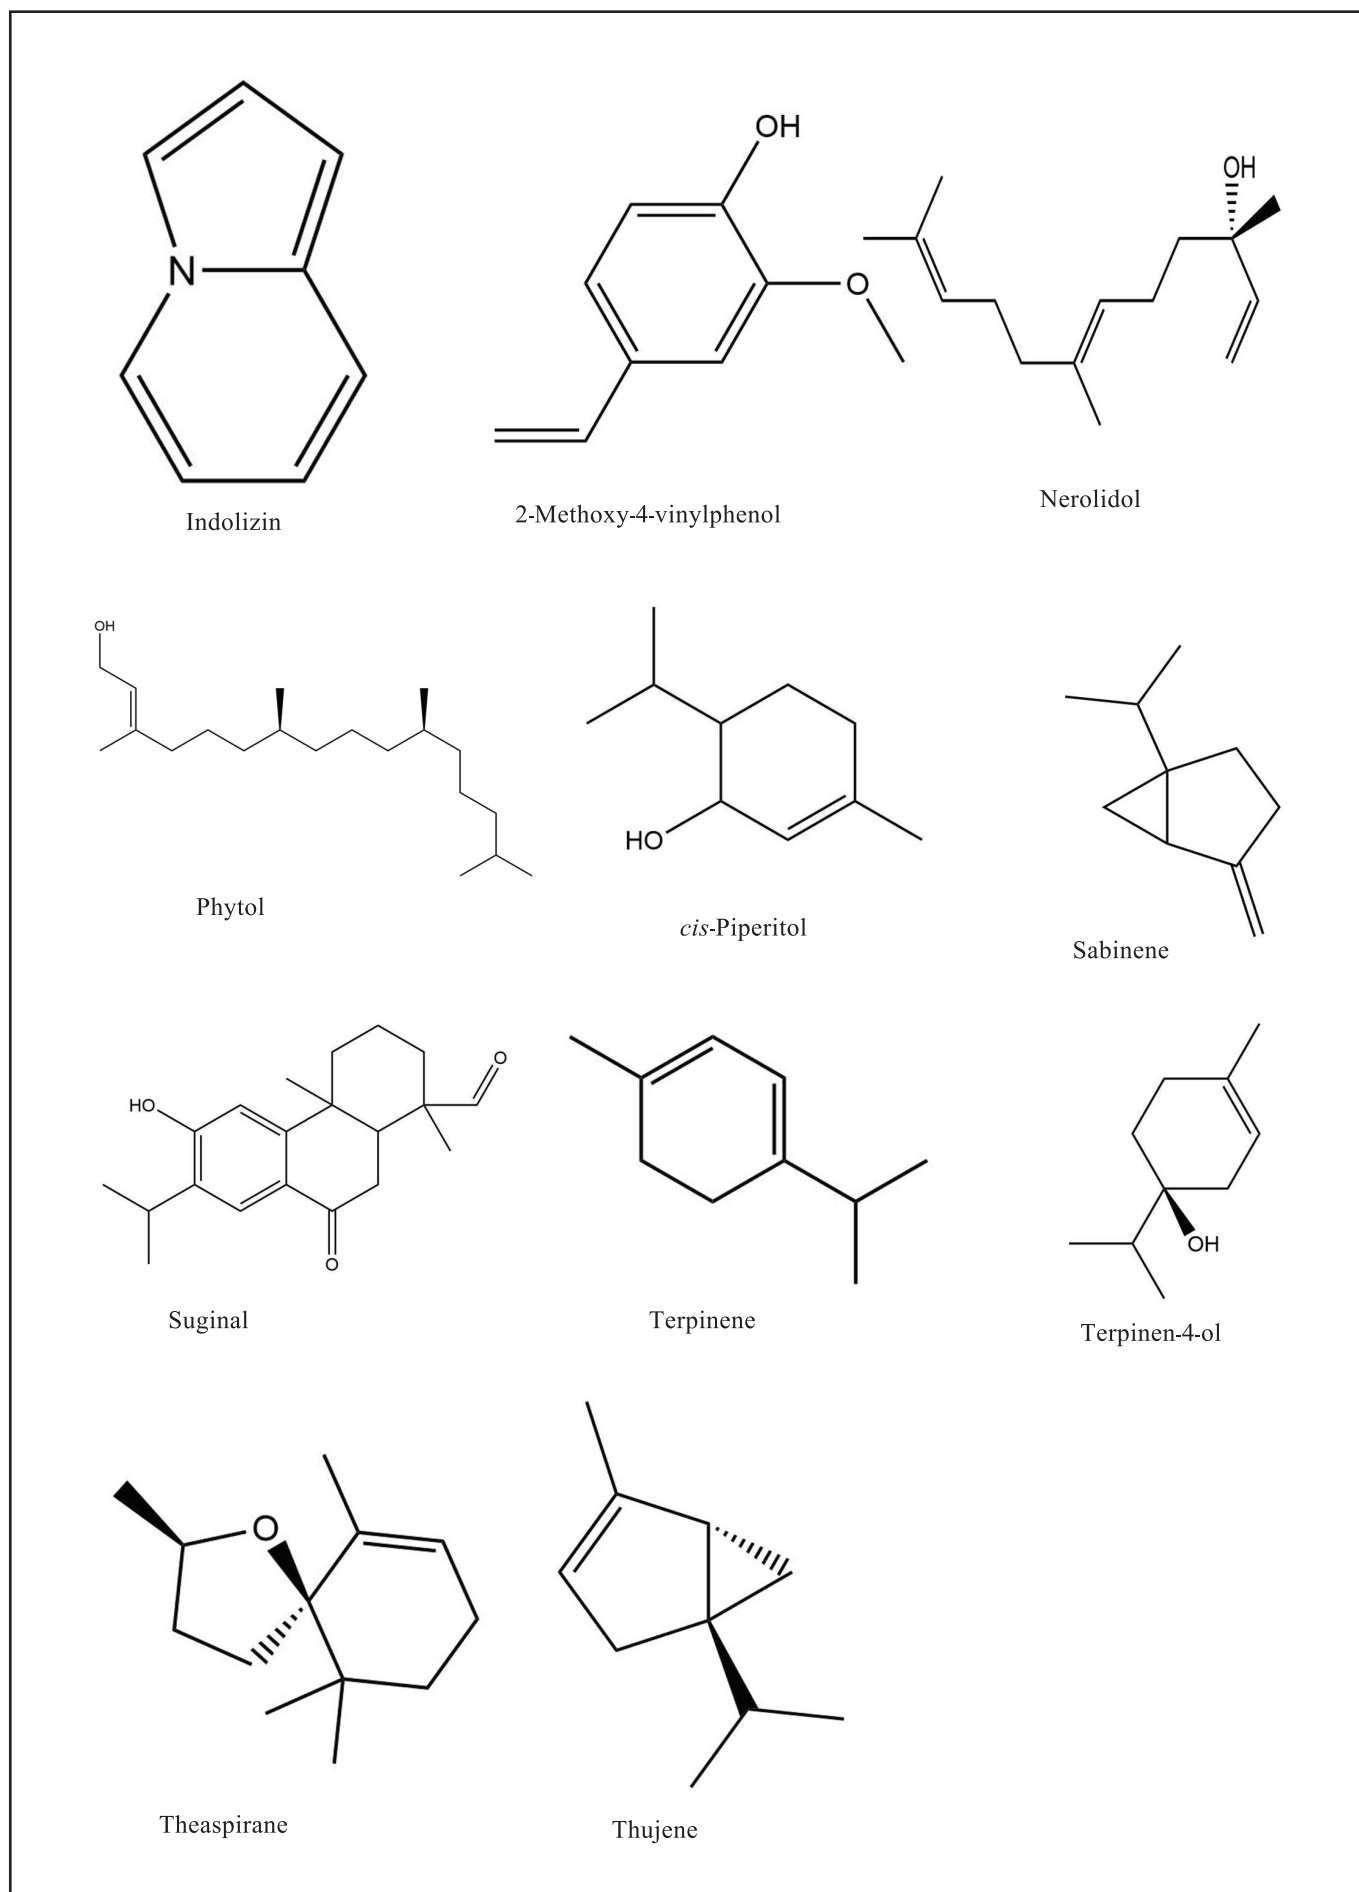 N
Indolizin
OH
O
2-Methoxy-4-vinylphenol
OH
Nerolidol
OH
Phytol
HO
cis-Piperitol
Sabinene
HO
O
O
Suginal
Terpinene
OH
Terpinen-4-ol
O
Theaspirane
Thujene